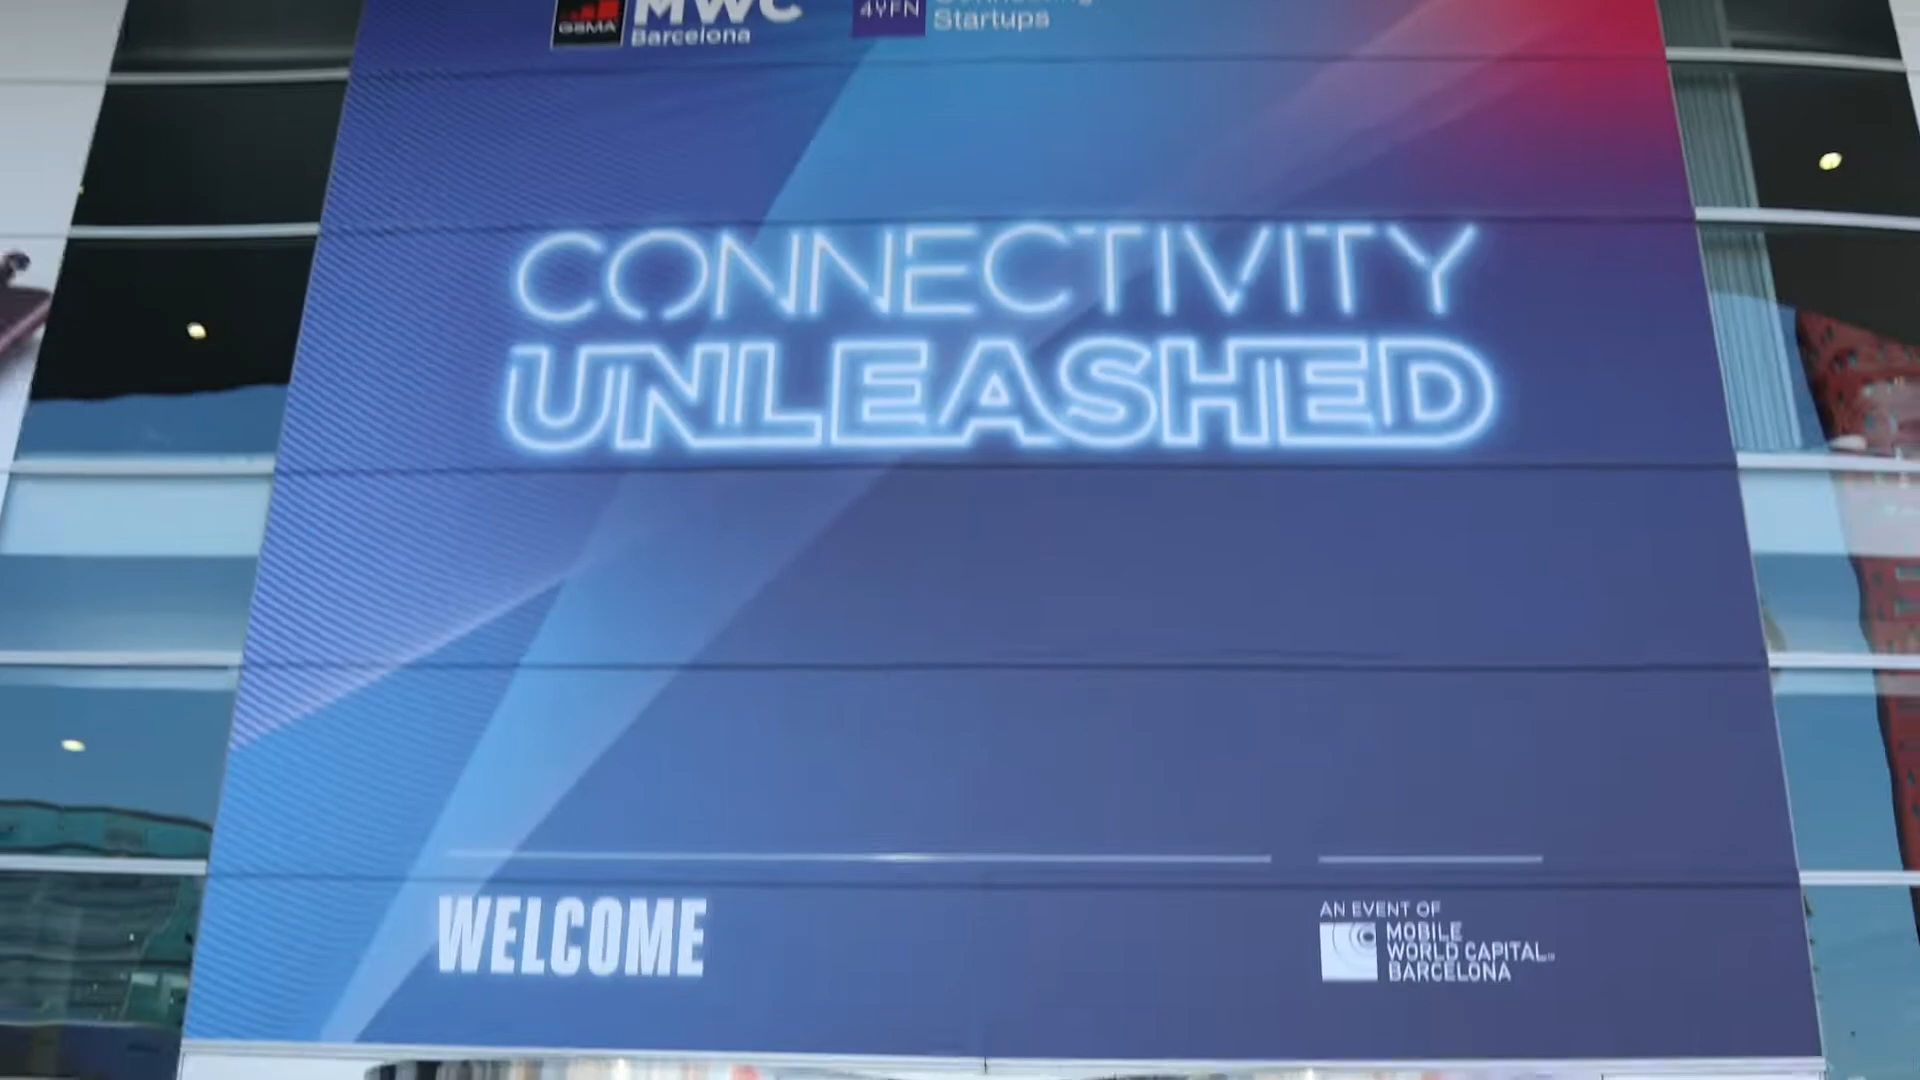 GSMA
MWC
Barcelona
4YFN
Startups
CONNECTIVITY
UNLEASHED
WELCOME
AN EVENT OF
MOBILE
WORLD CAPITAL
BARCELONA